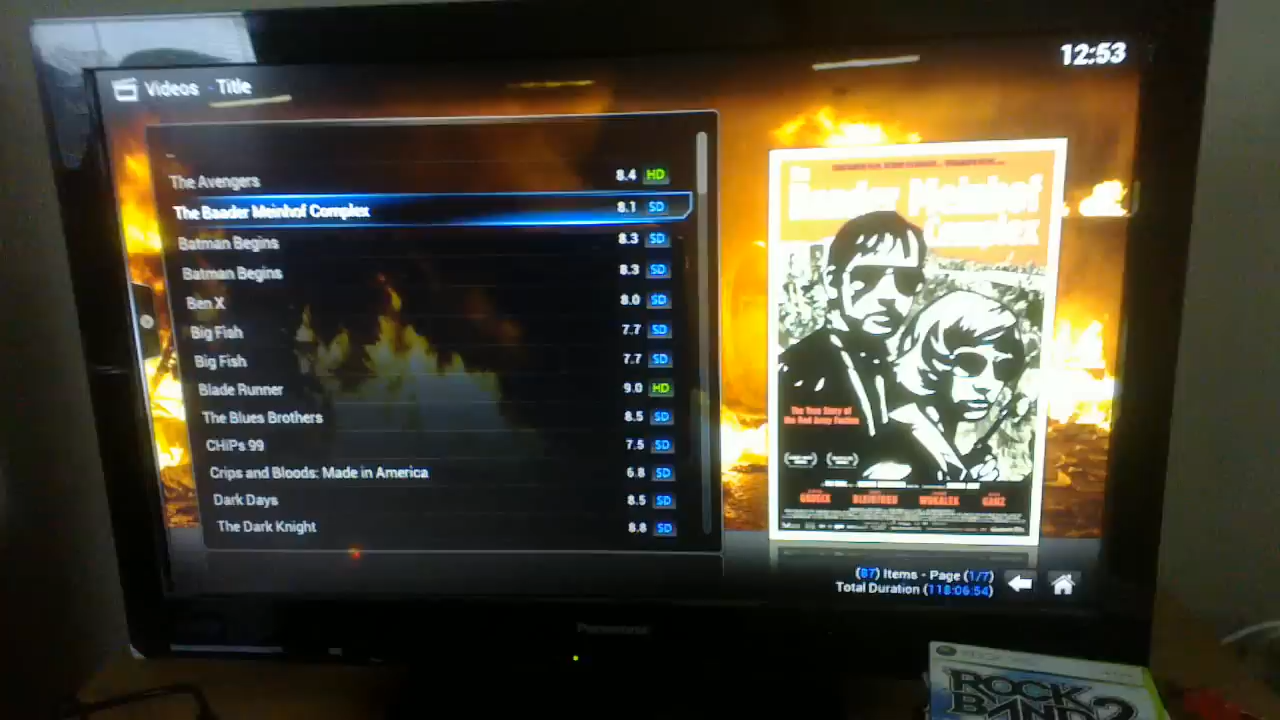 12:53
Videos - Title
..
The Avengers 8.4 HD
The Baader Meinhof Complex 8.1 SD
Batman Begins 8.3 SD
Batman Begins 8.3 SD
Ben X 8.0 SD
Big Fish 7.7 SD
Big Fish 7.7 SD
Blade Runner 9.0 HD
The Blues Brothers 8.5 SD
CHiPs 99 7.5 SD
Crips and Bloods: Made in America 6.8 SD
Dark Days 8.5 SD
The Dark Knight 8.8 SD
The
Baader Meinhof
Complex
The True Story of
the Red Army Faction
GEDECK BLEIBTREU WOKALEK GANZ
(87) Items - Page (1/7)
Total Duration (118:06:54)
Panasonic
ROCK
BAND 2